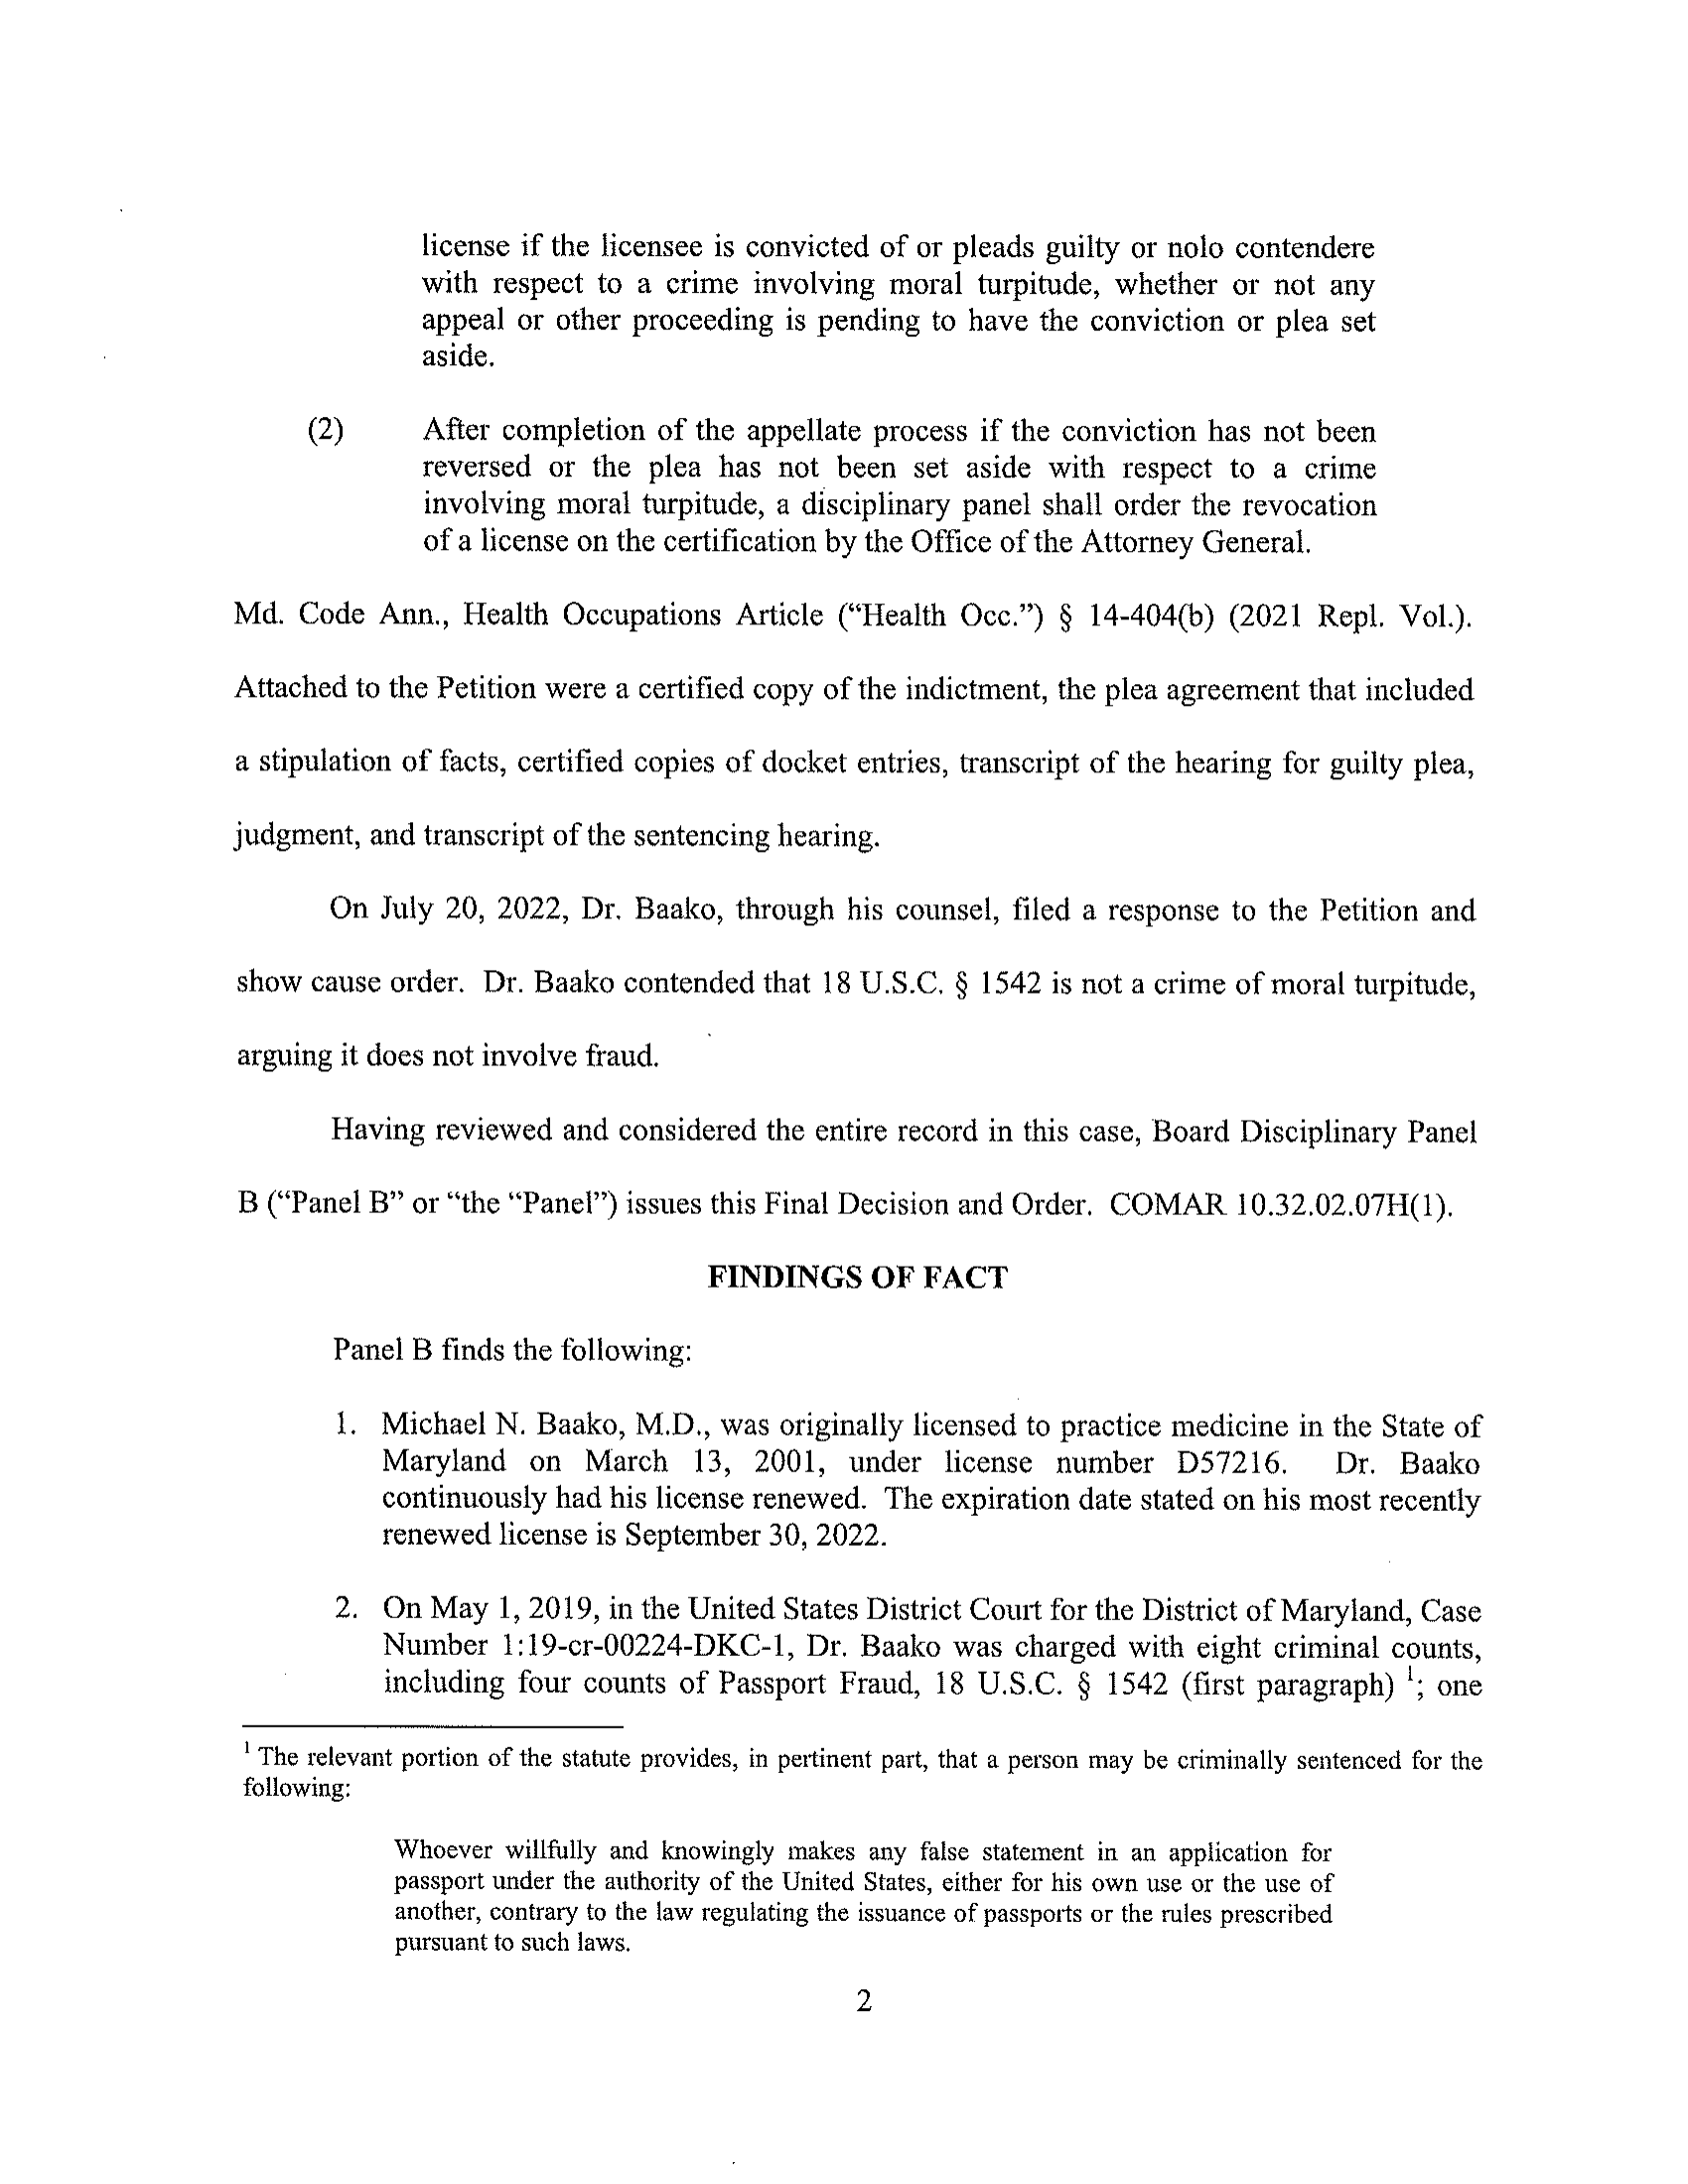 license if the licensee is convicted of or pleads guilty or nolo contendere
with respect to a crime involving moral turpitude, whether or not any
appeal or other proceeding is pending to have the conviction or plea set
aside.
(2) After completion of the appellate process if the conviction has not been
reversed or the plea has not been set aside with respect to a crime
involving moral turpitude, a disciplinary panel shall order the revocation
of a license on the certification by the Office of the Attorney General.
Md. Code Ann., Health Occupations Article (“Health Occ.”) § 14-404(b) (2021 Repl. Vol.).
Attached to the Petition were a certified copy of the indictment, the plea agreement that included
a stipulation of facts, certified copies of docket entries, transcript of the hearing for guilty plea,
judgment, and transcript of the sentencing hearing.
On July 20, 2022, Dr. Baako, through his counsel, filed a response to the Petition and
show cause order. Dr. Baako contended that 18 U.S.C. § 1542 is not a crime of moral turpitude,
arguing it does not involve fraud.
Having reviewed and considered the entire record in this case, Board Disciplinary Panel
B (“Panel B” or “the “Panel”) issues this Final Decision and Order. COMAR 10.32.02.07H(1).
FINDINGS OF FACT
Panel B finds the following:
1. Michael N. Baako, M.D., was originally licensed to practice medicine in the State of
Maryland on March 13, 2001, under license number D57216. Dr. Baako
continuously had his license renewed. The expiration date stated on his most recently
renewed license is September 30, 2022.
2. On May 1, 2019, in the United States District Court for the District of Maryland, Case
Number 1:19-cr-00224-DKC-1, Dr. Baako was charged with eight criminal counts,
including four counts of Passport Fraud, 18 U.S.C. § 1542 (first paragraph) ¹; one
¹ The relevant portion of the statute provides, in pertinent part, that a person may be criminally sentenced for the
following:
Whoever willfully and knowingly makes any false statement in an application for
passport under the authority of the United States, either for his own use or the use of
another, contrary to the law regulating the issuance of passports or the rules prescribed
pursuant to such laws.
2